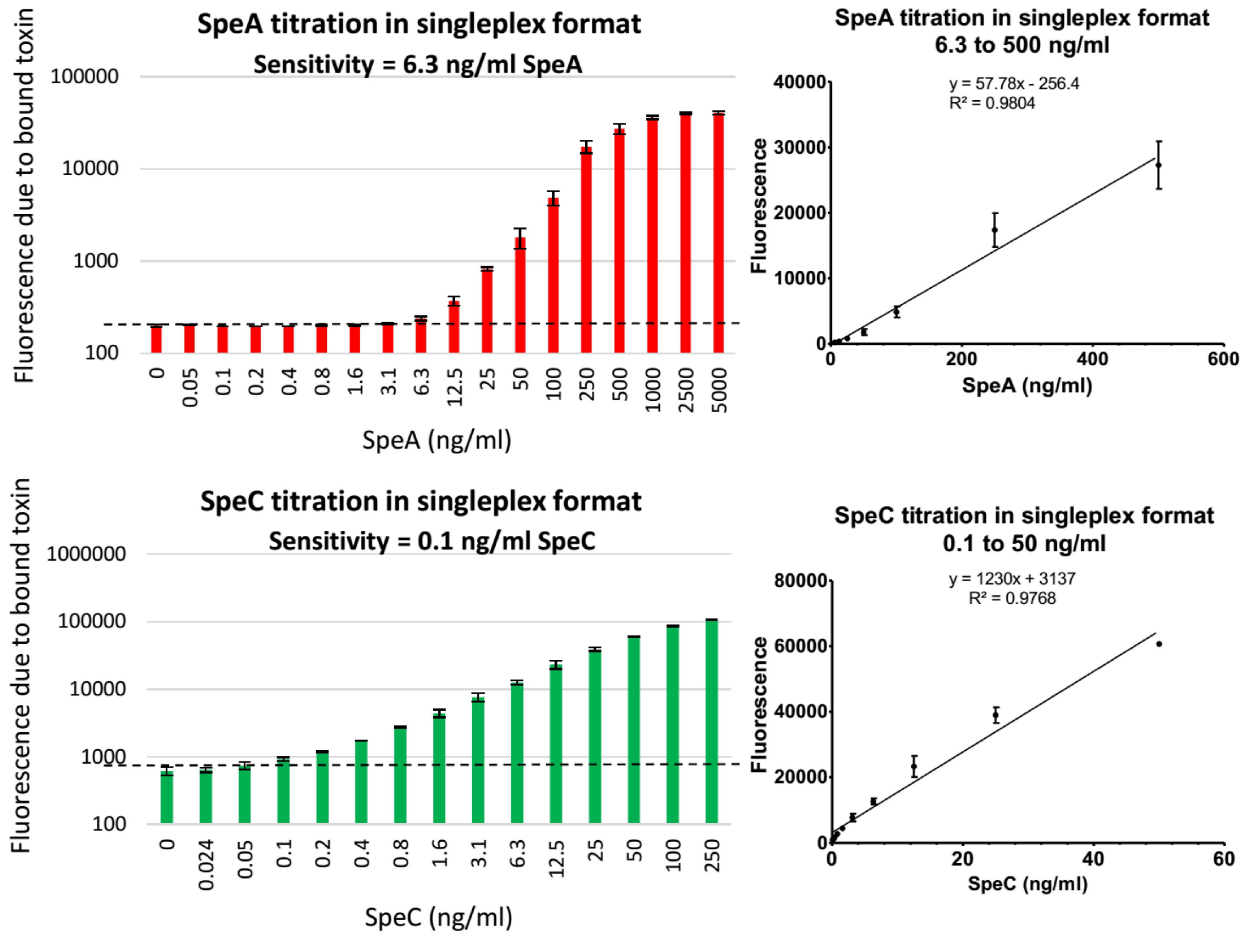 SpeA titration in singleplex format
Sensitivity = 6.3 ng/ml SpeA
Fluorescence due to bound toxin
100000
10000
1000
100
0 0.05 0.1 0.2 0.4 0.8 1.6 3.1 6.3 12.5 25 50 100 250 500 1000 2500 5000
SpeA (ng/ml)
SpeA titration in singleplex format
6.3 to 500 ng/ml
y = 57.78x - 256.4
R² = 0.9804
Fluorescence
40000
30000
20000
10000
0
0 200 400 600
SpeA (ng/ml)
SpeC titration in singleplex format
Sensitivity = 0.1 ng/ml SpeC
Fluorescence due to bound toxin
1000000
100000
10000
1000
100
0 0.024 0.05 0.1 0.2 0.4 0.8 1.6 3.1 6.3 12.5 25 50 100 250
SpeC (ng/ml)
SpeC titration in singleplex format
0.1 to 50 ng/ml
y = 1230x + 3137
R² = 0.9768
Fluorescence
80000
60000
40000
20000
0
0 20 40 60
SpeC (ng/ml)